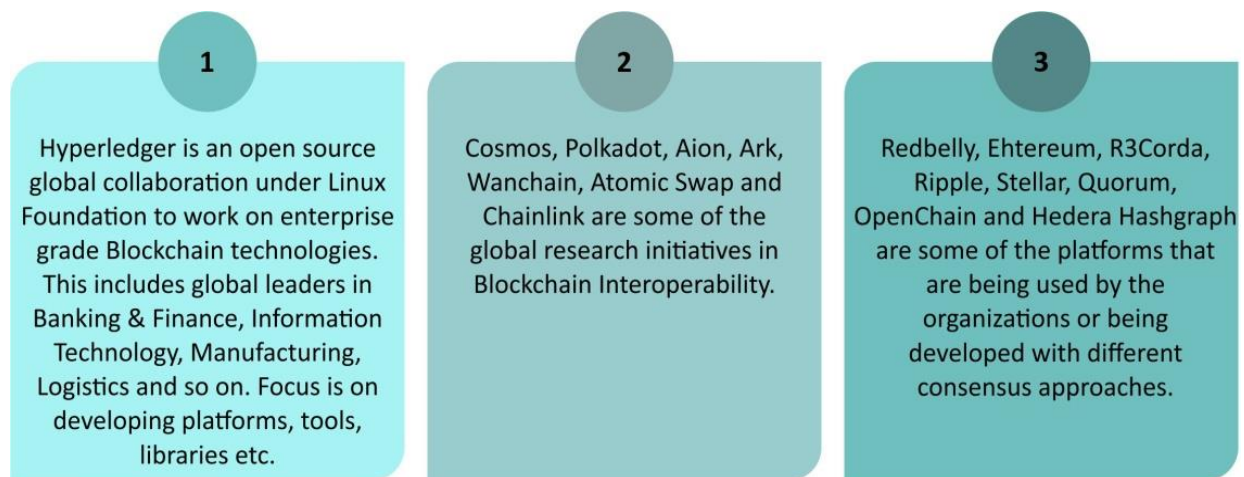 1
Hyperledger is an open source
global collaboration under Linux
Foundation to work on enterprise
grade Blockchain technologies.
This includes global leaders in
Banking & Finance, Information
Technology, Manufacturing,
Logistics and so on. Focus is on
developing platforms, tools,
libraries etc.
2
Cosmos, Polkadot, Aion, Ark,
Wanchain, Atomic Swap and
Chainlink are some of the
global research initiatives in
Blockchain Interoperability.
3
Redbelly, Ehtereum, R3Corda,
Ripple, Stellar, Quorum,
OpenChain and Hedera Hashgraph
are some of the platforms that
are being used by the
organizations or being
developed with different
consensus approaches.